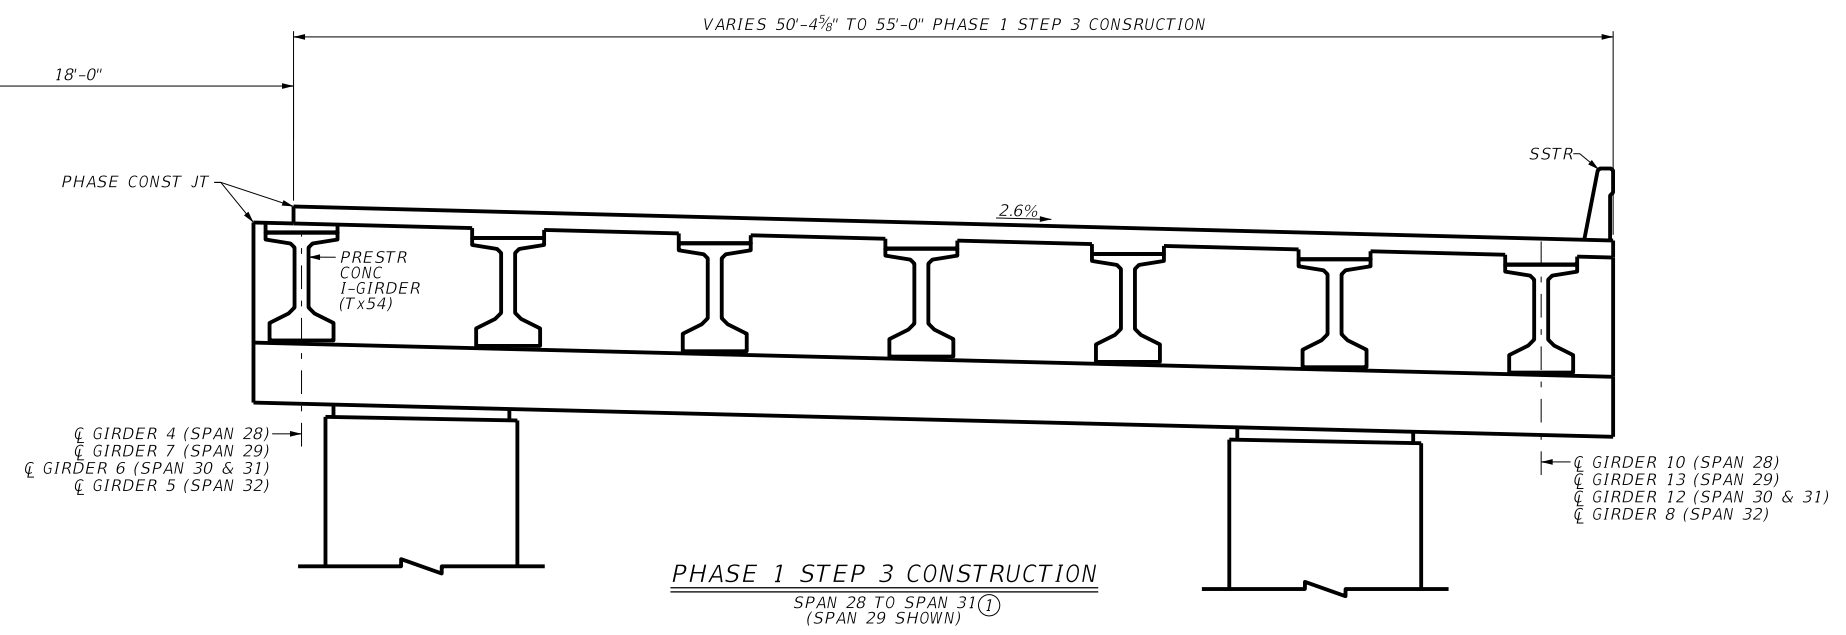 VARIES 50'-4⅝" TO 55'-0" PHASE 1 STEP 3 CONSRUCTION
18'-0"
SSTR
PHASE CONST JT
2.6%
PRESTR
CONC
I-GIRDER
(Tx54)
℄ GIRDER 4 (SPAN 28)
℄ GIRDER 7 (SPAN 29)
℄ GIRDER 6 (SPAN 30 & 31)
℄ GIRDER 5 (SPAN 32)
℄ GIRDER 10 (SPAN 28)
℄ GIRDER 13 (SPAN 29)
℄ GIRDER 12 (SPAN 30 & 31)
℄ GIRDER 8 (SPAN 32)
PHASE 1 STEP 3 CONSTRUCTION
SPAN 28 TO SPAN 31 ①
(SPAN 29 SHOWN)